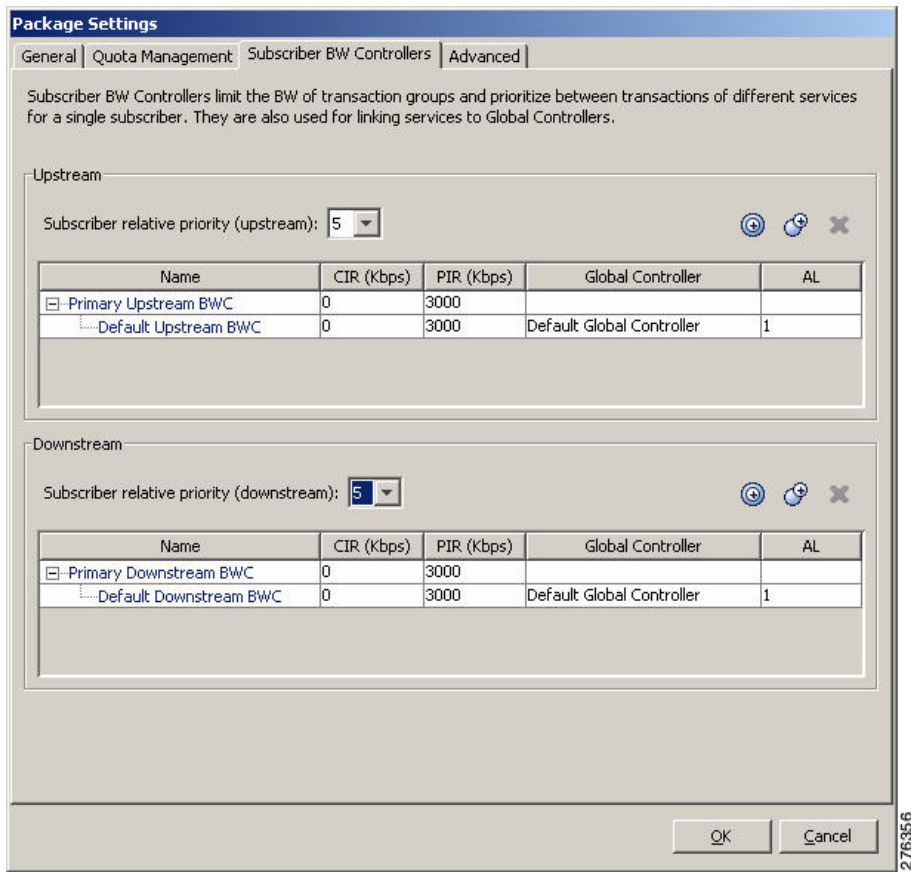 Package Settings
General Quota Management Subscriber BW Controllers Advanced
Subscriber BW Controllers limit the BW of transaction groups and prioritize between transactions of different services
for a single subscriber. They are also used for linking services to Global Controllers.
Upstream
Subscriber relative priority (upstream): 5
Name CIR (Kbps) PIR (Kbps) Global Controller AL
Primary Upstream BWC 0 3000
Default Upstream BWC 0 3000 Default Global Controller 1
Downstream
Subscriber relative priority (downstream): 5
Name CIR (Kbps) PIR (Kbps) Global Controller AL
Primary Downstream BWC 0 3000
Default Downstream BWC 0 3000 Default Global Controller 1
OK Cancel
276356